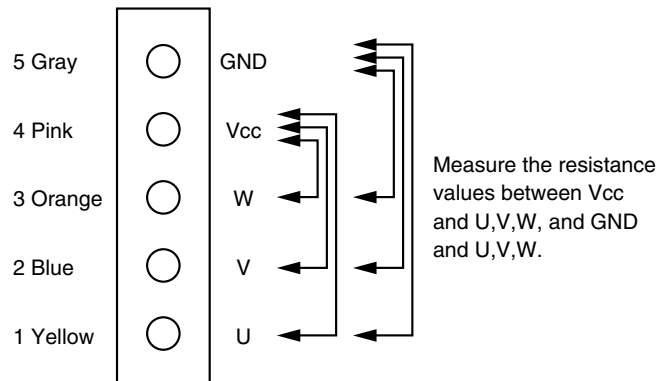 5 Gray GND
4 Pink Vcc
3 Orange W
2 Blue V
1 Yellow U
Measure the resistance
values between Vcc
and U,V,W, and GND
and U,V,W.